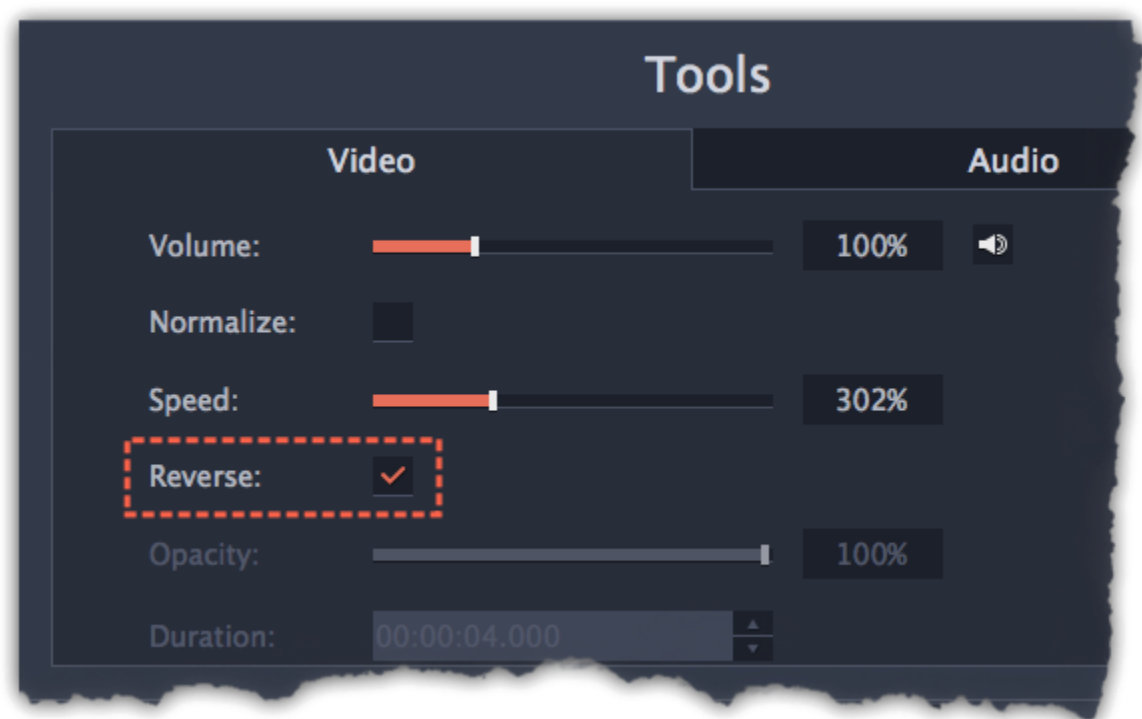 Tools
Video Audio
Volume: 100%
Normalize:
Speed: 302%
Reverse:
Opacity: 100%
Duration: 00:00:04.000